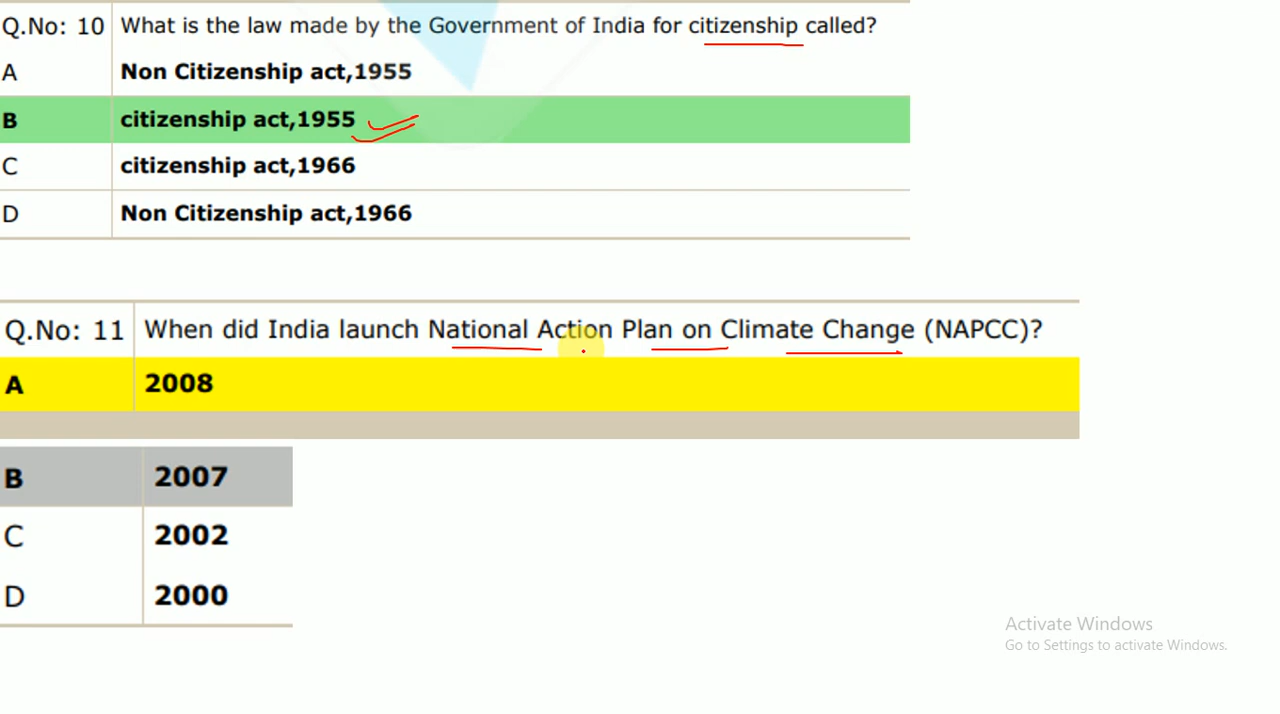 Q.No: 10 What is the law made by the Government of India for citizenship called?
A Non Citizenship act,1955
B citizenship act,1955
C citizenship act,1966
D Non Citizenship act,1966
Q.No: 11 When did India launch National Action Plan on Climate Change (NAPCC)?
A 2008
B 2007
C 2002
D 2000
Activate Windows
Go to Settings to activate Windows.